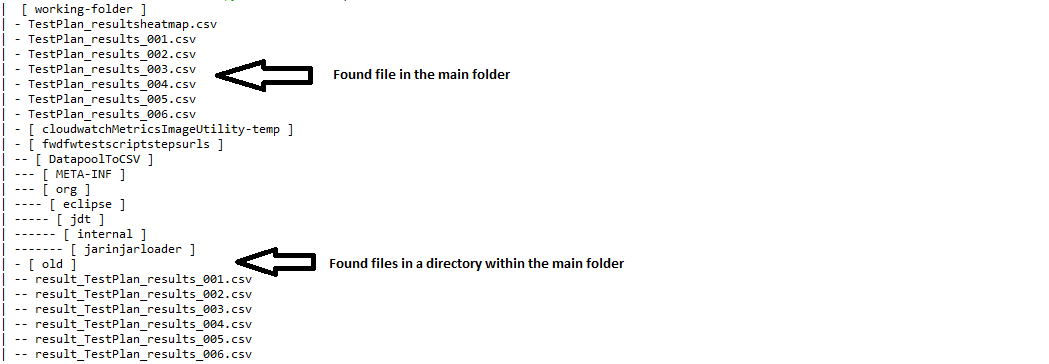 | [ working-folder ]
| - TestPlan_resultsheatmap.csv
| - TestPlan_results_001.csv
| - TestPlan_results_002.csv
| - TestPlan_results_003.csv Found file in the main folder
| - TestPlan_results_004.csv
| - TestPlan_results_005.csv
| - TestPlan_results_006.csv
| - [ cloudwatchMetricsImageUtility-temp ]
| - [ fwdfwtestscriptstepsurls ]
| -- [ DatapoolToCSV ]
| --- [ META-INF ]
| --- [ org ]
| ---- [ eclipse ]
| ----- [ jdt ]
| ------ [ internal ]
| ------- [ jarinjarloader ]
| - [ old ] Found files in a directory within the main folder
| -- result_TestPlan_results_001.csv
| -- result_TestPlan_results_002.csv
| -- result_TestPlan_results_003.csv
| -- result_TestPlan_results_004.csv
| -- result_TestPlan_results_005.csv
| -- result_TestPlan_results_006.csv